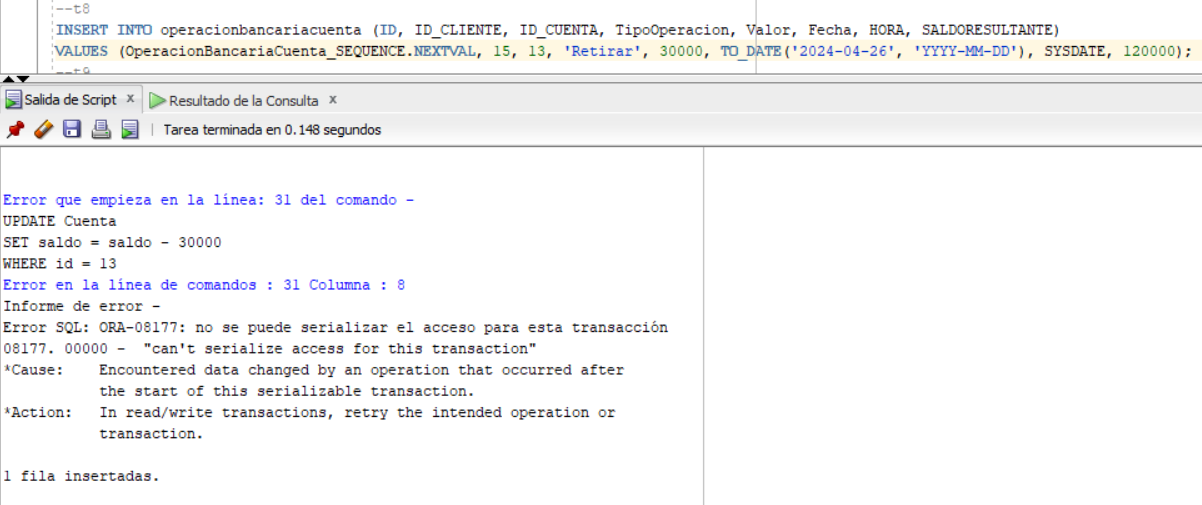 --t8
INSERT INTO operacionbancariacuenta (ID, ID_CLIENTE, ID_CUENTA, TipoOperacion, Valor, Fecha, HORA, SALDORESULTANTE)
VALUES (OperacionBancariaCuenta_SEQUENCE.NEXTVAL, 15, 13, 'Retirar', 30000, TO_DATE('2024-04-26', 'YYYY-MM-DD'), SYSDATE, 120000);
--t9
Salida de Script x Resultado de la Consulta x
Tarea terminada en 0.148 segundos
Error que empieza en la línea: 31 del comando -
UPDATE Cuenta
SET saldo = saldo - 30000
WHERE id = 13
Error en la línea de comandos : 31 Columna : 8
Informe de error -
Error SQL: ORA-08177: no se puede serializar el acceso para esta transacción
08177. 00000 - "can't serialize access for this transaction"
*Cause: Encountered data changed by an operation that occurred after
the start of this serializable transaction.
*Action: In read/write transactions, retry the intended operation or
transaction.
1 fila insertadas.